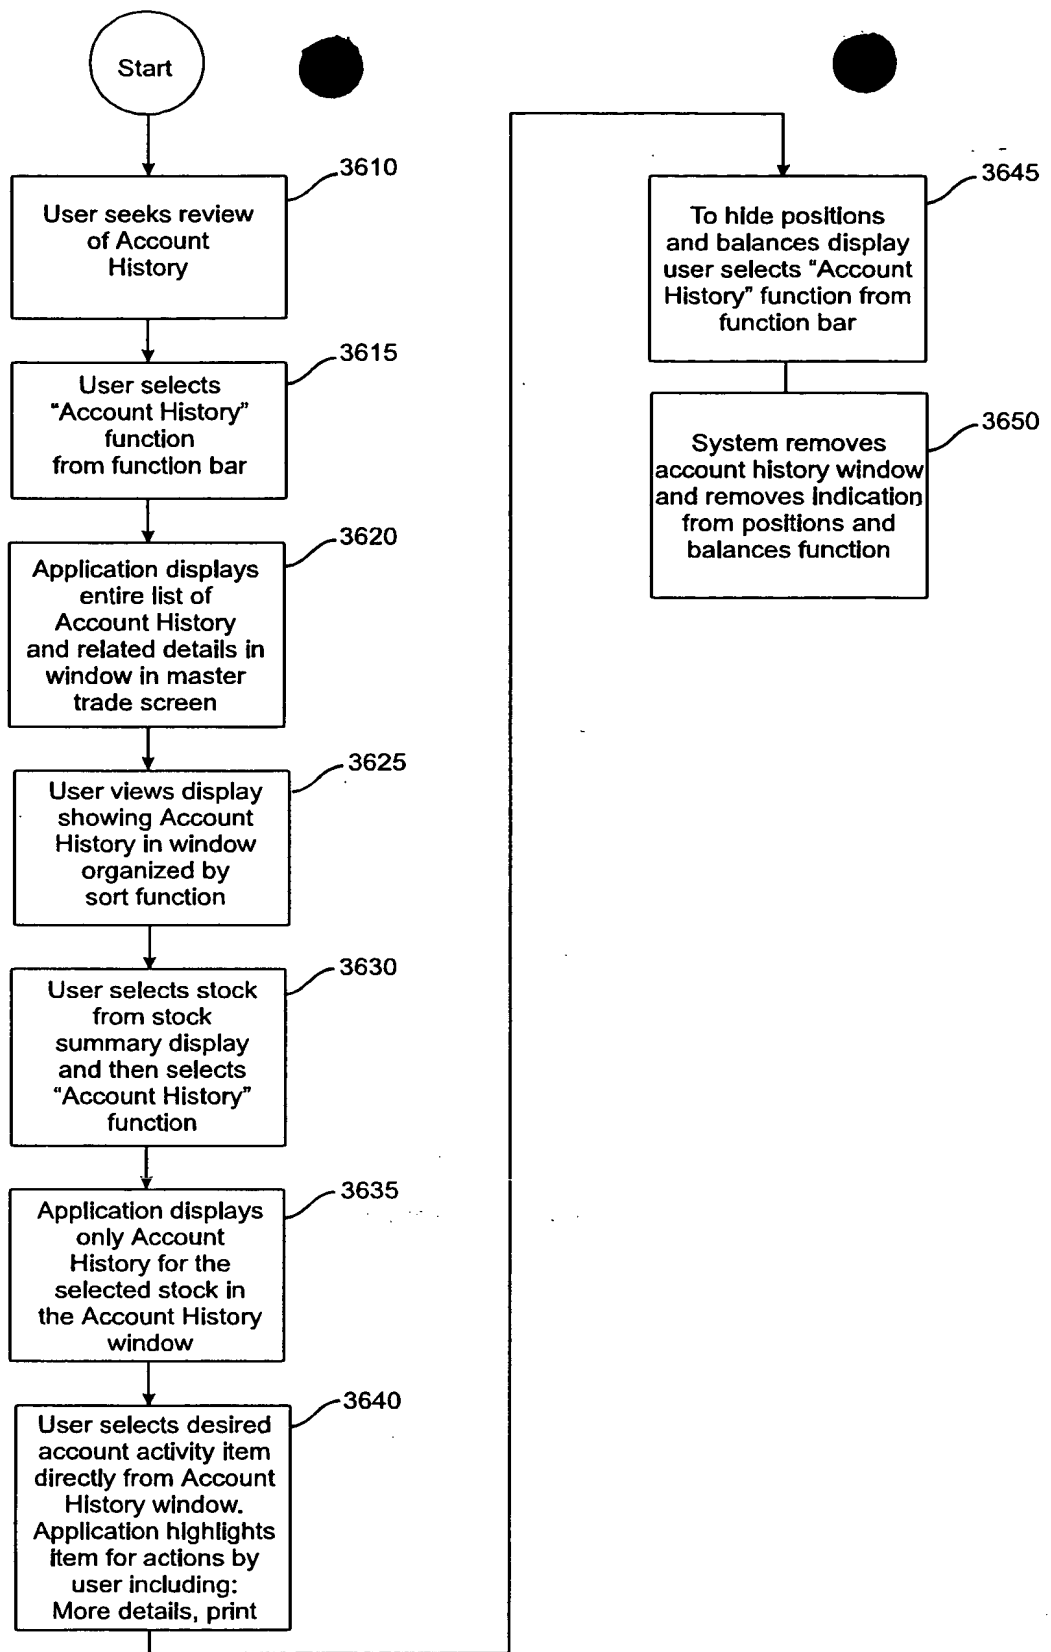 Start
3610
User seeks review
of Account
History
3615
User selects
"Account History"
function
from function bar
3620
Application displays
entire list of
Account History
and related details in
window in master
trade screen
3625
User views display
showing Account
History in window
organized by
sort function
3630
User selects stock
from stock
summary display
and then selects
"Account History"
function
3635
Application displays
only Account
History for the
selected stock in
the Account History
window
3640
User selects desired
account activity item
directly from Account
History window.
Application highlights
item for actions by
user including:
More details, print
3645
To hide positions
and balances display
user selects "Account
History" function from
function bar
3650
System removes
account history window
and removes indication
from positions and
balances function